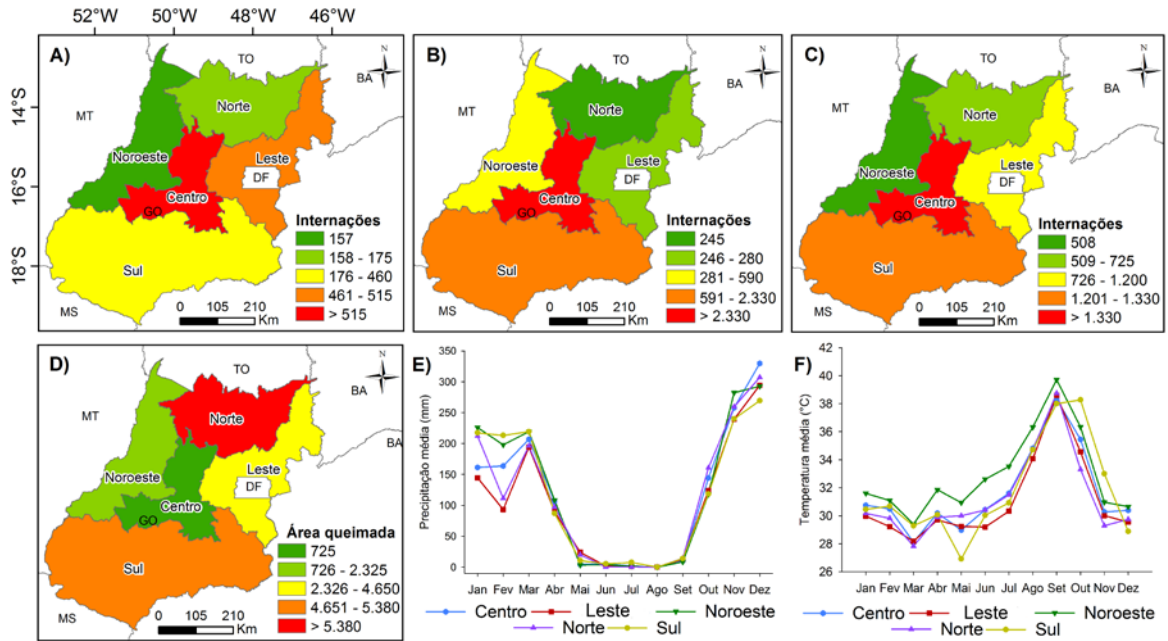 52°W 50°W 48°W 46°W
14°S
16°S
18°S
A)
N
TO
BA
MT
Norte
Noroeste
Leste
DF
Centro
GO
Sul
MS
Internações
157
158 - 175
176 - 460
461 - 515
> 515
0 105 210
Km
B)
N
TO
BA
MT
Norte
Noroeste
Leste
DF
Centro
GO
Sul
MS
Internações
245
246 - 280
281 - 590
591 - 2.330
> 2.330
0 105 210
Km
C)
N
TO
BA
MT
Norte
Noroeste
Leste
DF
Centro
GO
Sul
MS
Internações
508
509 - 725
726 - 1.200
1.201 - 1.330
> 1.330
0 105 210
Km
D)
N
TO
BA
MT
BA
Norte
Noroeste
Leste
DF
Centro
GO
Sul
MS
Área queimada
725
726 - 2.325
2.326 - 4.650
4.651 - 5.380
> 5.380
0 105 210
Km
E)
Precipitação média (mm)
350
300
250
200
150
100
50
0
Jan Fev Mar Abr Mai Jun Jul Ago Set Out Nov Dez
Centro Leste Noroeste
Norte Sul
F)
Temperatura média (°C)
42
40
38
36
34
32
30
28
26
Jan Fev Mar Abr Mai Jun Jul Ago Set Out Nov Dez
Centro Leste Noroeste
Norte Sul